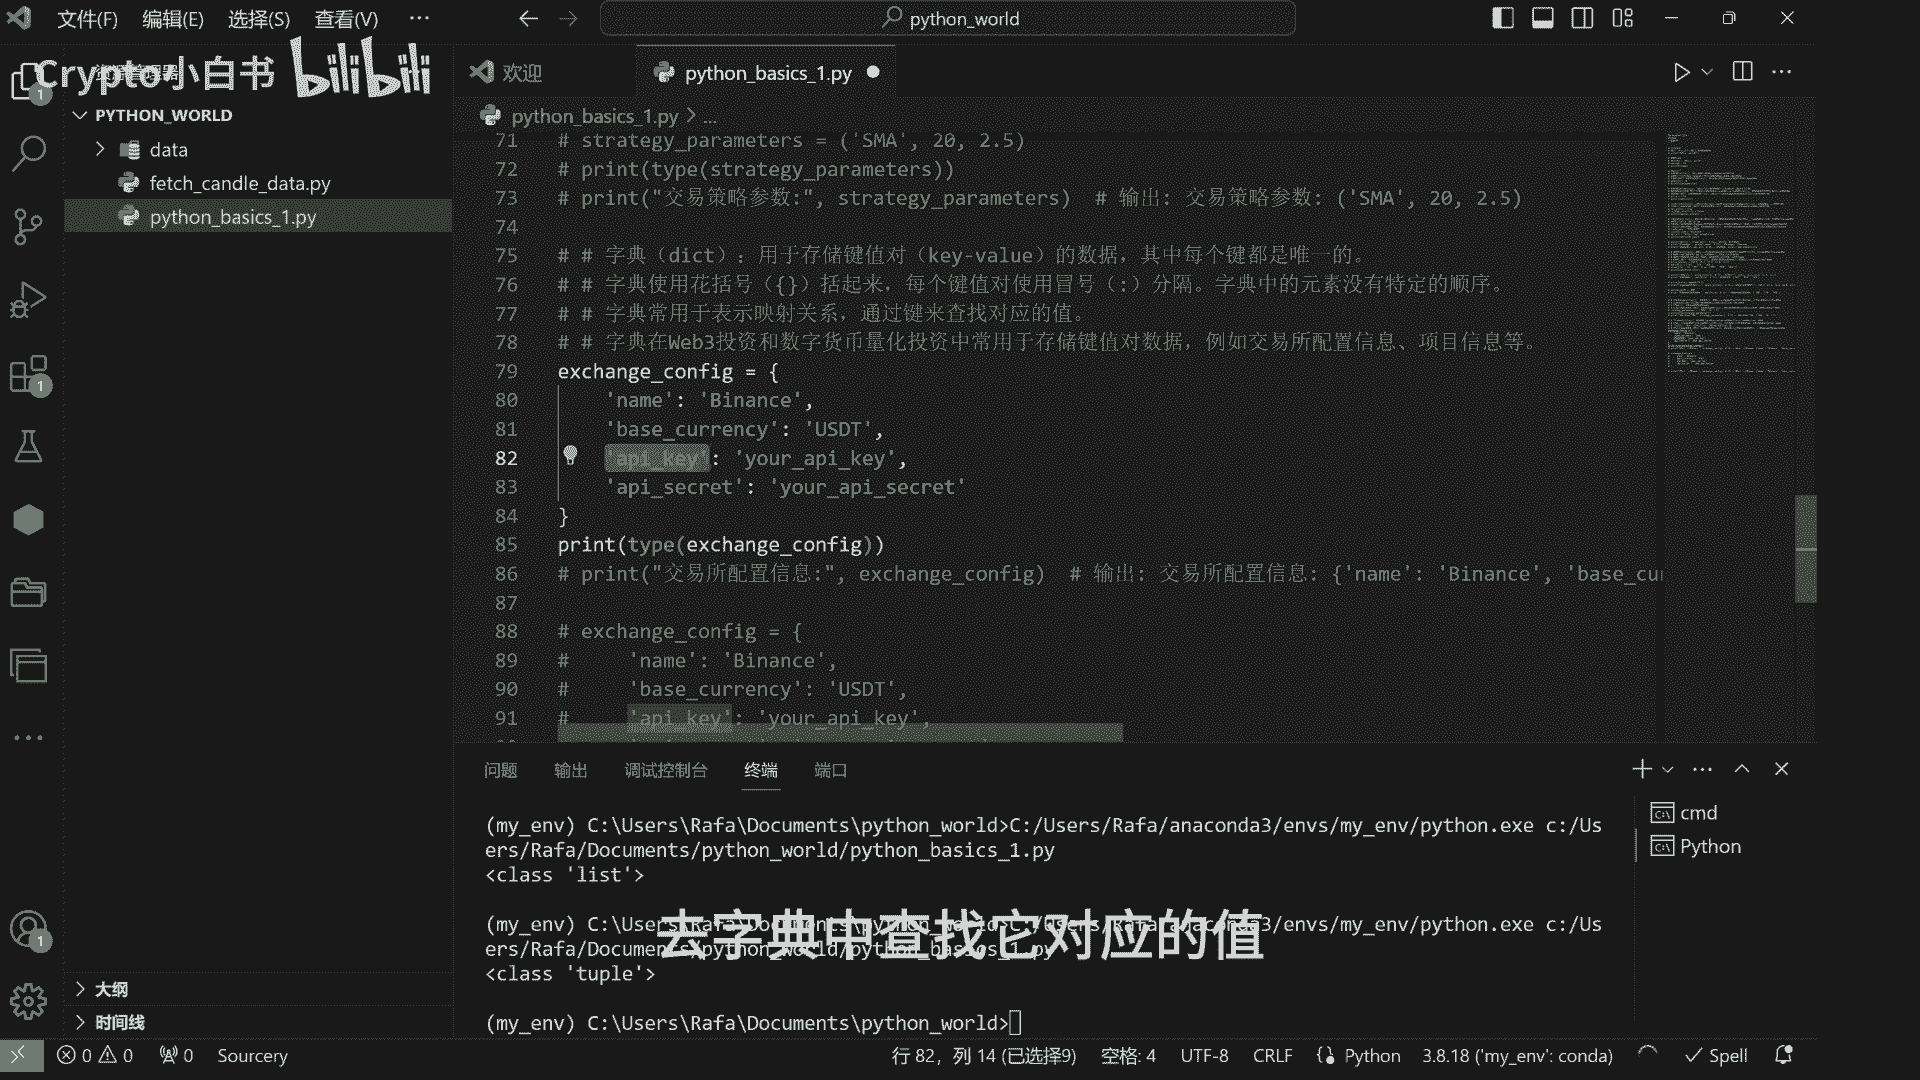 文件(F) 编辑(E) 选择(S) 查看(V) ··· python_world
Crypto小白书 bilibili
欢迎 python_basics_1.py
PYTHON_WORLD
data
fetch_candle_data.py
python_basics_1.py
大纲
时间线
python_basics_1.py > ...
71 # strategy_parameters = ('SMA', 20, 2.5)
72 # print(type(strategy_parameters))
73 # print("交易策略参数:", strategy_parameters)  # 输出: 交易策略参数: ('SMA', 20, 2.5)
74
75 # # 字典（dict）：用于存储键值对（key-value）的数据，其中每个键都是唯一的。
76 # # 字典使用花括号（{}）括起来，每个键值对使用冒号（:）分隔。字典中的元素没有特定的顺序。
77 # # 字典常用于表示映射关系，通过键来查找对应的值。
78 # # 字典在Web3投资和数字货币量化投资中常用于存储键值对数据，例如交易所配置信息、项目信息等。
79 exchange_config = {
80     'name': 'Binance',
81     'base_currency': 'USDT',
82     'api_key': 'your_api_key',
83     'api_secret': 'your_api_secret'
84 }
85 print(type(exchange_config))
86 # print("交易所配置信息:", exchange_config)  # 输出: 交易所配置信息: {'name': 'Binance', 'base_cur
87
88 # exchange_config = {
89 #     'name': 'Binance',
90 #     'base_currency': 'USDT',
91 #     'api_key': 'your_api_key',
问题 输出 调试控制台 终端 端口
cmd
Python
(my_env) C:\Users\Rafa\Documents\python_world>C:/Users/Rafa/anaconda3/envs/my_env/python.exe c:/Us
ers/Rafa/Documents/python_world/python_basics_1.py
<class 'list'>
(my_env) C:\Users\Rafa\Documents\python_world>C:/Users/Rafa/anaconda3/envs/my_env/python.exe c:/Us
ers/Rafa/Documents/python_world/python_basics_1.py
<class 'tuple'>
去字典中查找它对应的值
(my_env) C:\Users\Rafa\Documents\python_world>
0 0 0 Sourcery 行 82，列 14 (已选择9) 空格: 4 UTF-8 CRLF Python 3.8.18 ('my_env': conda) Spell